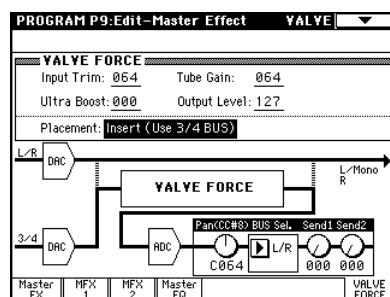 PROGRAM P9:Edit-Master Effect VALVE
VALVE FORCE
Input Trim: 064 Tube Gain: 064
Ultra Boost: 000 Output Level: 127
Placement: Insert (Use 3/4 BUS)
L/R DAC
L/Mono
R
VALVE FORCE
3/4 DAC ADC
Pan(CC#8) BUS Sel. Send1 Send2
L/R
C064 000 000
Master FX MFX 1 MFX 2 Master EQ VALVE FORCE